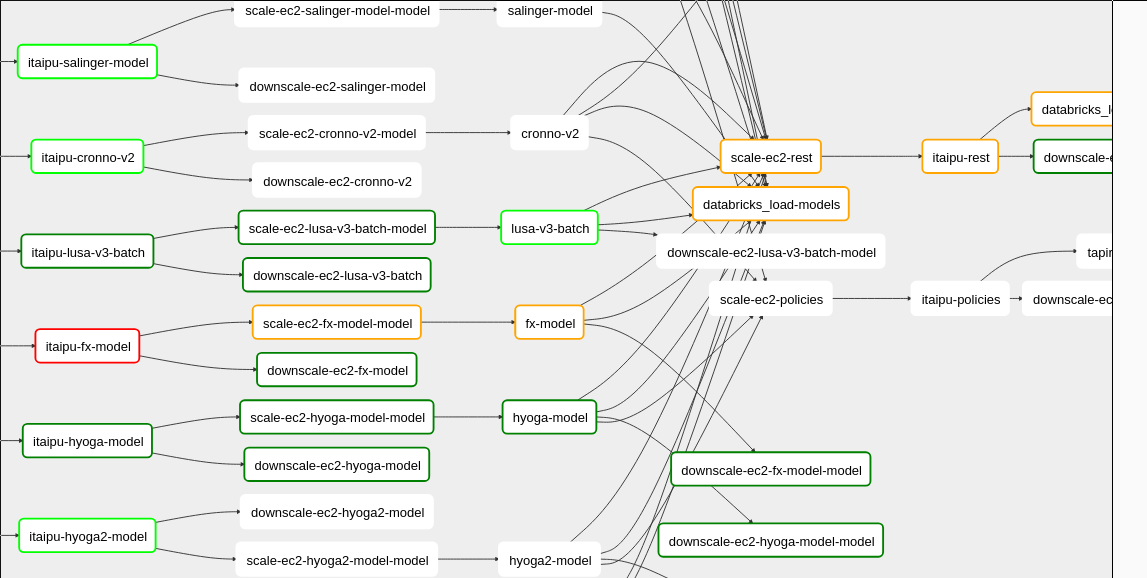 scale-ec2-salinger-model-model
salinger-model
itaipu-salinger-model
downscale-ec2-salinger-model
scale-ec2-cronno-v2-model
cronno-v2
itaipu-cronno-v2
downscale-ec2-cronno-v2
scale-ec2-lusa-v3-batch-model
lusa-v3-batch
itaipu-lusa-v3-batch
downscale-ec2-lusa-v3-batch
scale-ec2-fx-model-model
fx-model
itaipu-fx-model
downscale-ec2-fx-model
scale-ec2-hyoga-model-model
hyoga-model
itaipu-hyoga-model
downscale-ec2-hyoga-model
downscale-ec2-hyoga2-model
itaipu-hyoga2-model
scale-ec2-hyoga2-model-model
hyoga2-model
scale-ec2-rest
databricks_load-models
downscale-ec2-lusa-v3-batch-model
scale-ec2-policies
downscale-ec2-fx-model-model
downscale-ec2-hyoga-model-model
itaipu-rest
itaipu-policies
databricks_l
downscale-e
tapir
downscale-ec